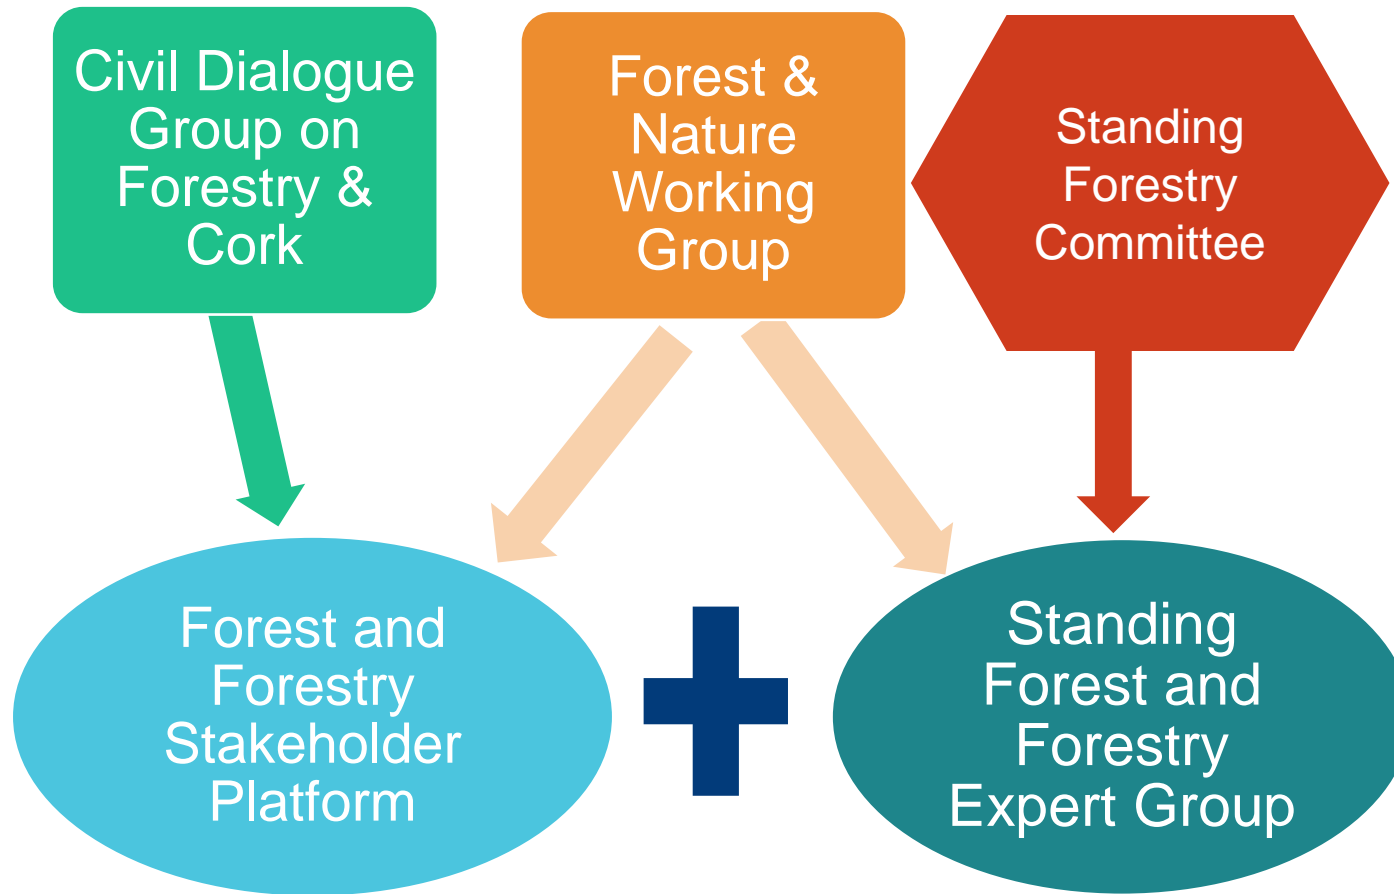 Civil Dialogue
Group on
Forestry &
Cork
Forest &
Nature
Working
Group
Standing
Forestry
Committee
Forest and
Forestry
Stakeholder
Platform
Standing
Forest and
Forestry
Expert Group